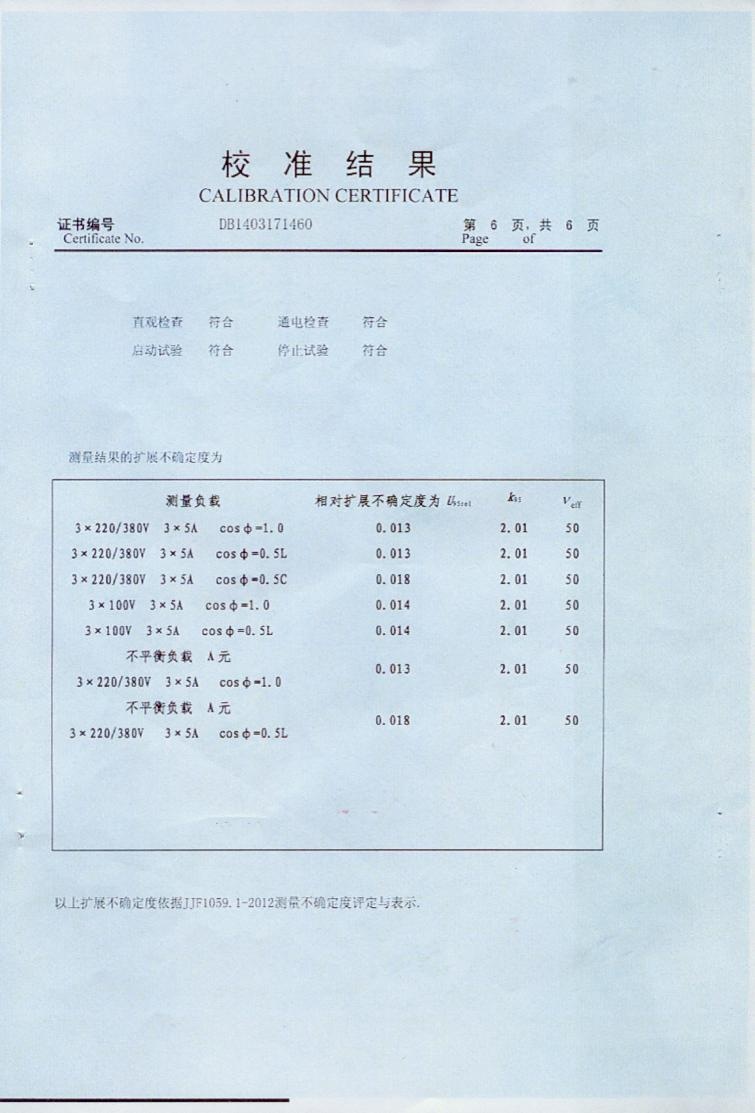 校 准 结 果
CALIBRATION CERTIFICATE
证书编号 DB1403171460 第 6 页, 共 6 页
Certificate No. Page of
直观检查 符合 通电检查 符合
启动试验 符合 停止试验 符合
测量结果的扩展不确定度为
测量负载 相对扩展不确定度为 U95rel k95 νeff
3×220/380V 3×5A cosφ=1.0 0.013 2.01 50
3×220/380V 3×5A cosφ=0.5L 0.013 2.01 50
3×220/380V 3×5A cosφ=0.5C 0.018 2.01 50
3×100V 3×5A cosφ=1.0 0.014 2.01 50
3×100V 3×5A cosφ=0.5L 0.014 2.01 50
不平衡负载 A元
3×220/380V 3×5A cosφ=1.0 0.013 2.01 50
不平衡负载 A元
3×220/380V 3×5A cosφ=0.5L 0.018 2.01 50
以上扩展不确定度依据JJF1059.1-2012测量不确定度评定与表示.